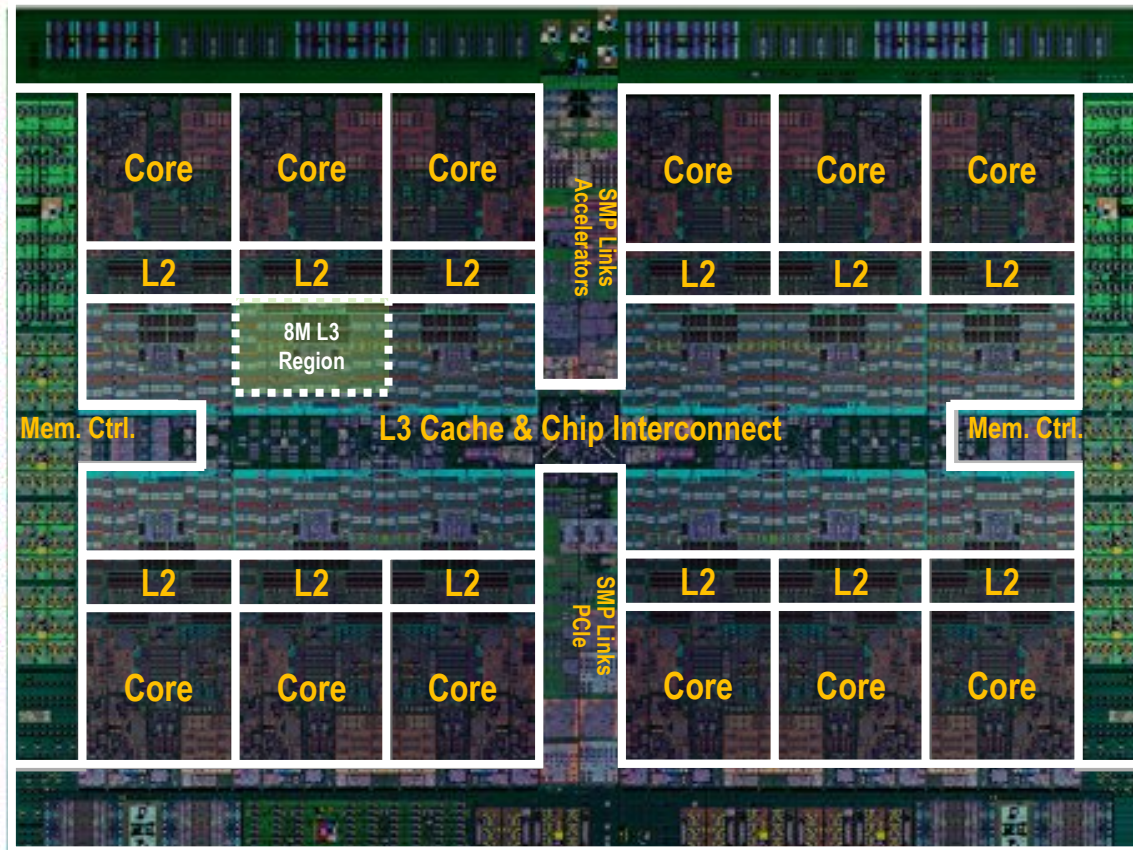 Core Core Core Core Core Core
SMP Links
Accelerators
L2 L2 L2 L2 L2 L2
8M L3
Region
Mem. Ctrl. L3 Cache & Chip Interconnect Mem. Ctrl.
L2 L2 L2 L2 L2 L2
SMP Links
PCIe
Core Core Core Core Core Core